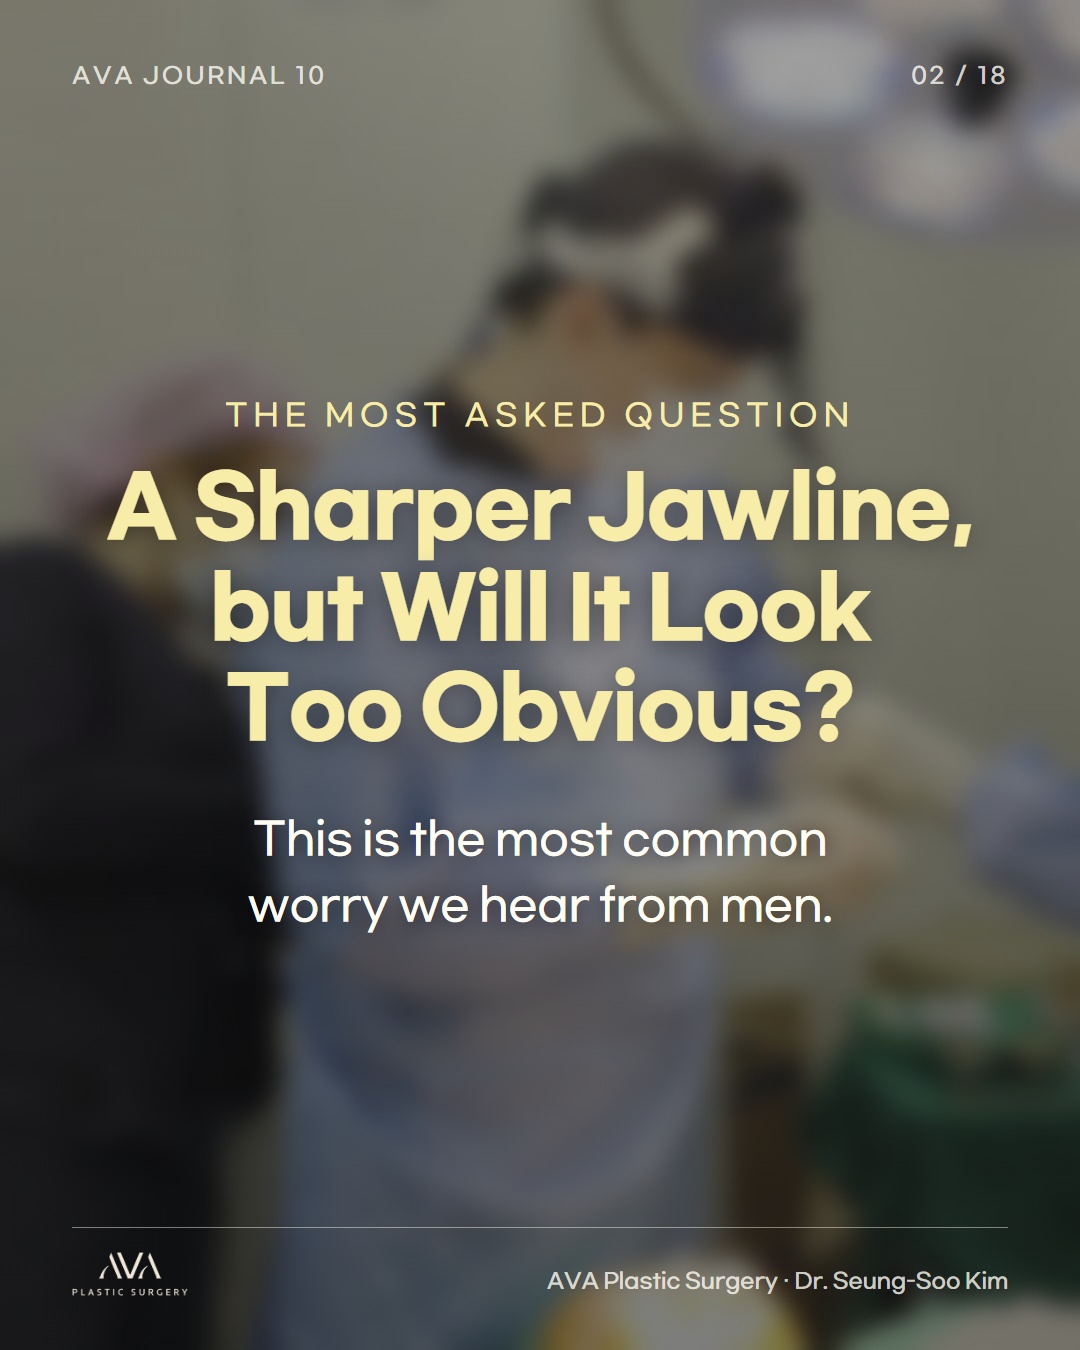 AVA JOURNAL 10
02 / 18
THE MOST ASKED QUESTION
A Sharper Jawline,
but Will It Look
Too Obvious?
This is the most common
worry we hear from men.
AVA
PLASTIC SURGERY
AVA Plastic Surgery · Dr. Seung-Soo Kim